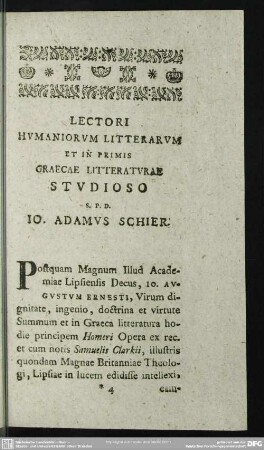 LECTORI
HVMANIORVM LITTERARVM
ET IN PRIMIS
GRAECAE LITTERATVRAE
STVDIOSO
S. P. D.
IO. ADAMVS SCHIER.
Postquam Magnum Illud Acade-
miae Lipsiensis Decus, IO. AV-
GVSTVM ERNESTI, Virum di-
gnitate, ingenio, doctrina et virtute
Summum et in Graeca litteratura ho-
die principem Homeri Opera ex rec.
et cum notis Samuelis Clarkii, illustris
quondam Magnae Britanniae Theolo-
gi, Lipsiae in lucem edidisse intellexi,
* 4